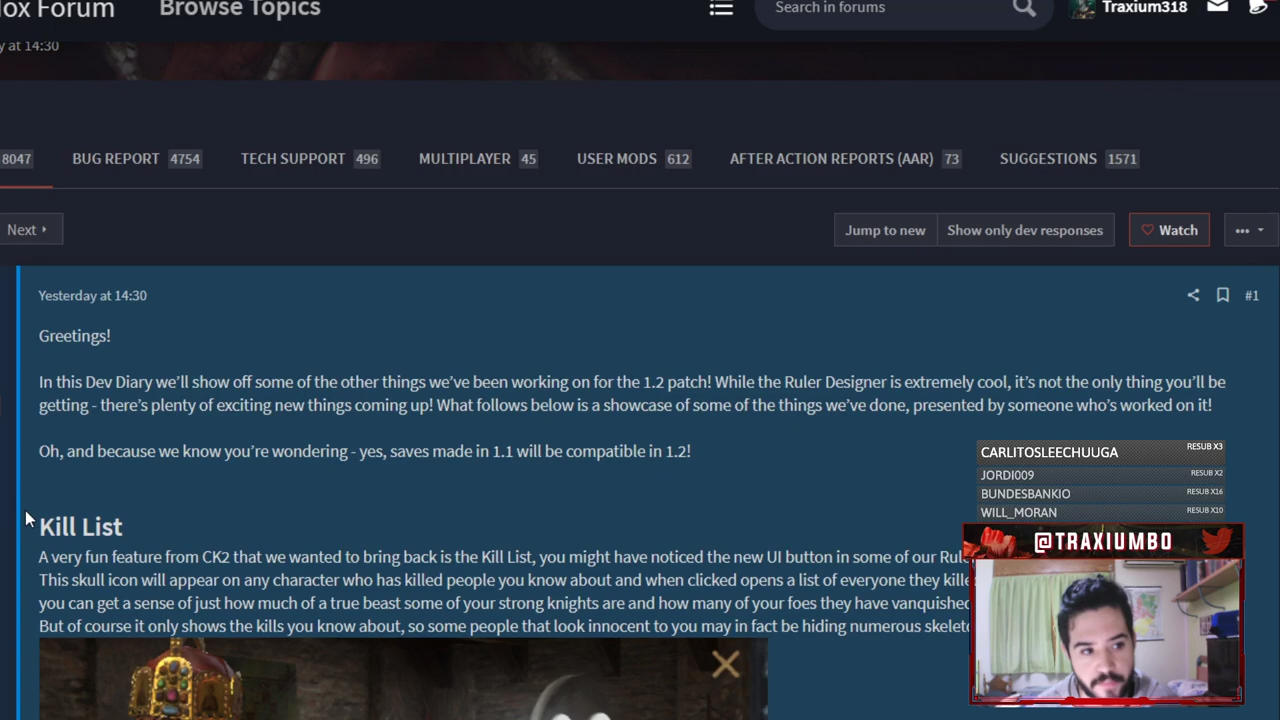 ox Forum
Browse Topics
Search in forums
Traxium318
y at 14:30
8047 BUG REPORT 4754 TECH SUPPORT 496 MULTIPLAYER 45 USER MODS 612 AFTER ACTION REPORTS (AAR) 73 SUGGESTIONS 1571
Next
Jump to new
Show only dev responses
Watch
Yesterday at 14:30
#1
Greetings!
In this Dev Diary we’ll show off some of the other things we’ve been working on for the 1.2 patch! While the Ruler Designer is extremely cool, it’s not the only thing you’ll be
getting - there’s plenty of exciting new things coming up! What follows below is a showcase of some of the things we’ve done, presented by someone who’s worked on it!
Oh, and because we know you’re wondering - yes, saves made in 1.1 will be compatible in 1.2!
Kill List
A very fun feature from CK2 that we wanted to bring back is the Kill List, you might have noticed the new UI button in some of our Rul
This skull icon will appear on any character who has killed people you know about and when clicked opens a list of everyone they kille
you can get a sense of just how much of a true beast some of your strong knights are and how many of your foes they have vanquished
But of course it only shows the kills you know about, so some people that look innocent to you may in fact be hiding numerous skelet
CARLITOSLEECHUUGA RESUB X3
JORDI009 RESUB X2
BUNDESBANKIO RESUB X16
WILL_MORAN RESUB X10
@TRAXIUMBO